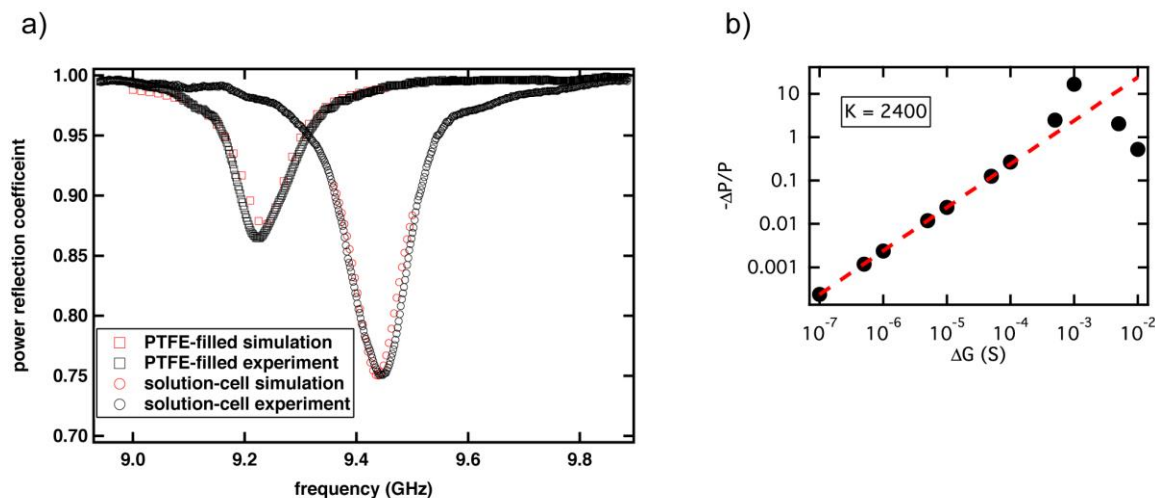 a)
power reflection coefficeint
1.00
0.95
0.90
0.85
0.80
0.75
0.70
PTFE-filled simulation
PTFE-filled experiment
solution-cell simulation
solution-cell experiment
9.0 9.2 9.4 9.6 9.8
frequency (GHz)
b)
-ΔP/P
10
1
0.1
0.01
0.001
K = 2400
10⁻⁷ 10⁻⁶ 10⁻⁵ 10⁻⁴ 10⁻³ 10⁻²
ΔG (S)